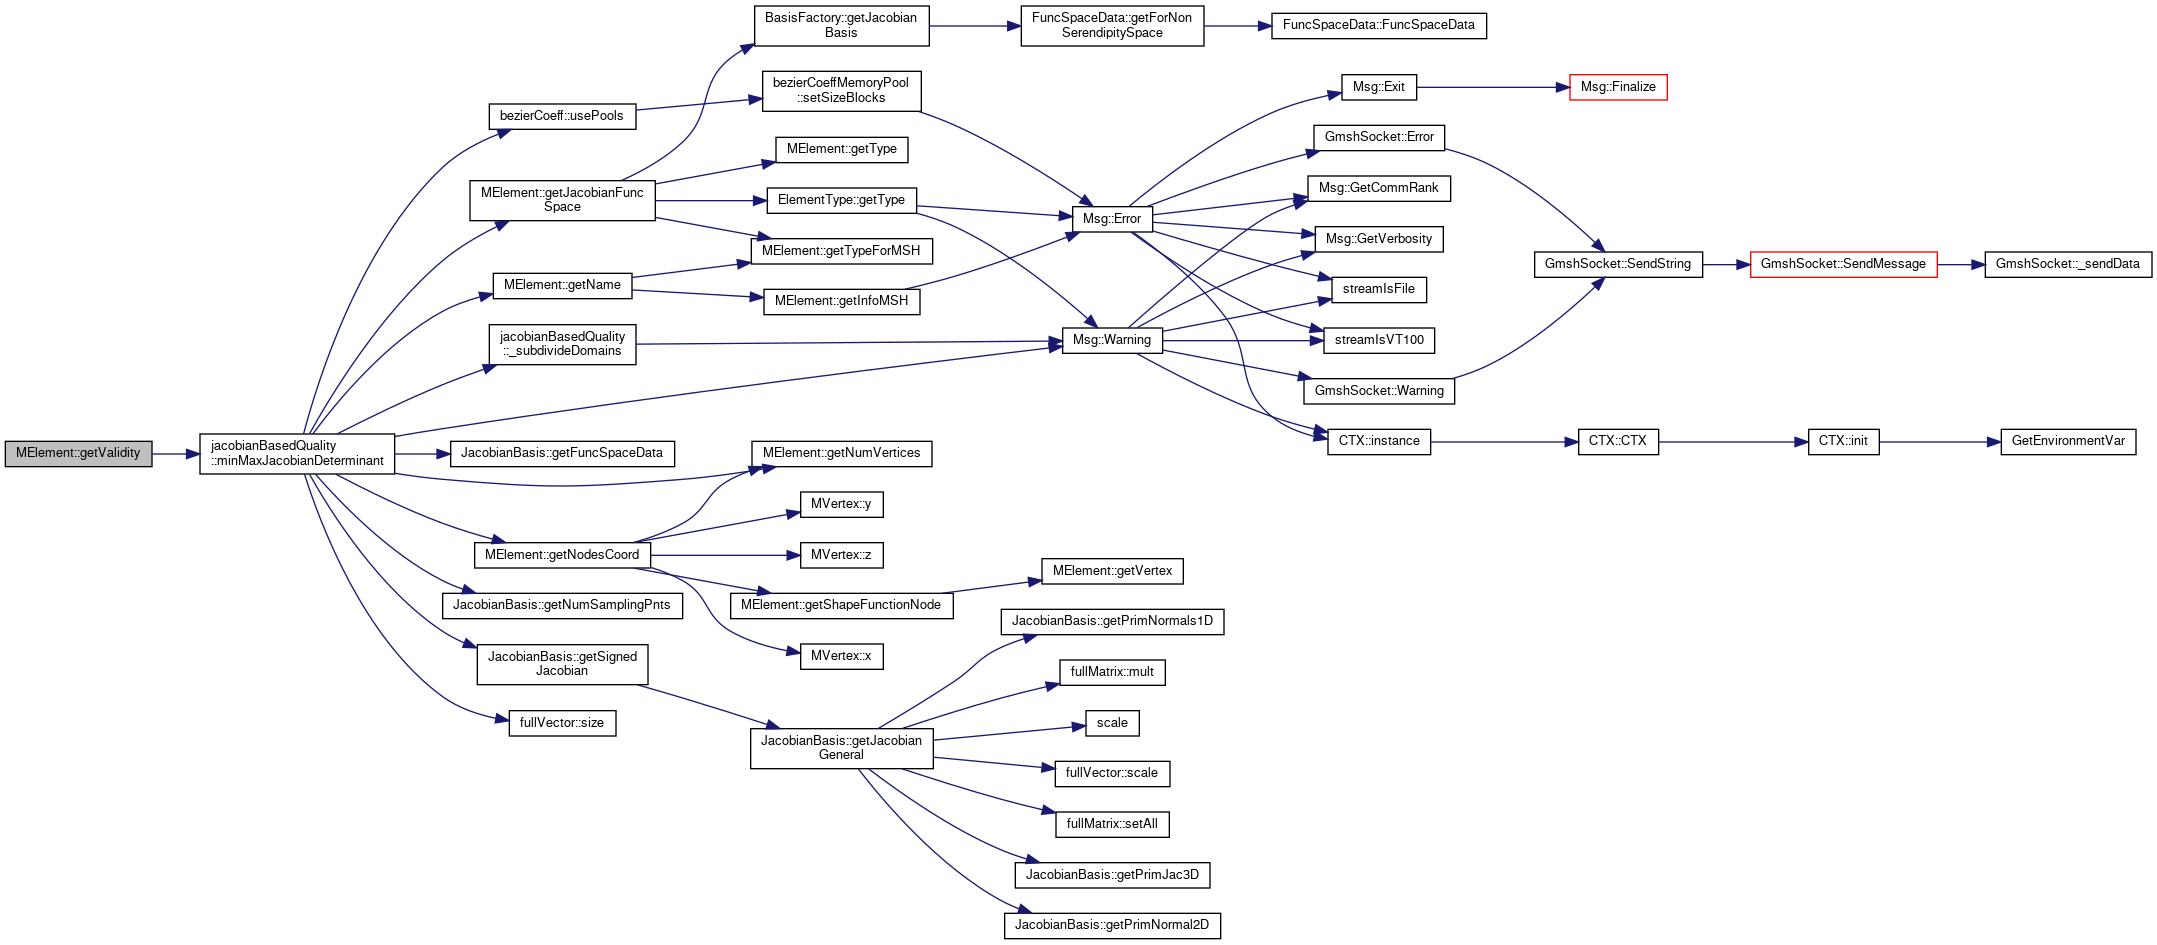 MElement::getValidity
jacobianBasedQuality
::minMaxJacobianDeterminant
bezierCoeff::usePools
MElement::getJacobianFunc
Space
MElement::getName
jacobianBasedQuality
::_subdivideDomains
JacobianBasis::getFuncSpaceData
MElement::getNodesCoord
JacobianBasis::getNumSamplingPnts
JacobianBasis::getSigned
Jacobian
fullVector::size
BasisFactory::getJacobian
Basis
bezierCoeffMemoryPool
::setSizeBlocks
MElement::getType
ElementType::getType
MElement::getTypeForMSH
MElement::getInfoMSH
MElement::getNumVertices
MVertex::y
MVertex::z
MElement::getShapeFunctionNode
MVertex::x
JacobianBasis::getJacobian
General
FuncSpaceData::getForNon
SerendipitySpace
Msg::Error
Msg::Warning
MElement::getVertex
JacobianBasis::getPrimNormals1D
fullMatrix::mult
scale
fullVector::scale
fullMatrix::setAll
JacobianBasis::getPrimJac3D
JacobianBasis::getPrimNormal2D
FuncSpaceData::FuncSpaceData
Msg::Exit
GmshSocket::Error
Msg::GetCommRank
Msg::GetVerbosity
streamIsFile
streamIsVT100
GmshSocket::Warning
CTX::instance
Msg::Finalize
GmshSocket::SendString
CTX::CTX
GmshSocket::SendMessage
CTX::init
GmshSocket::_sendData
GetEnvironmentVar